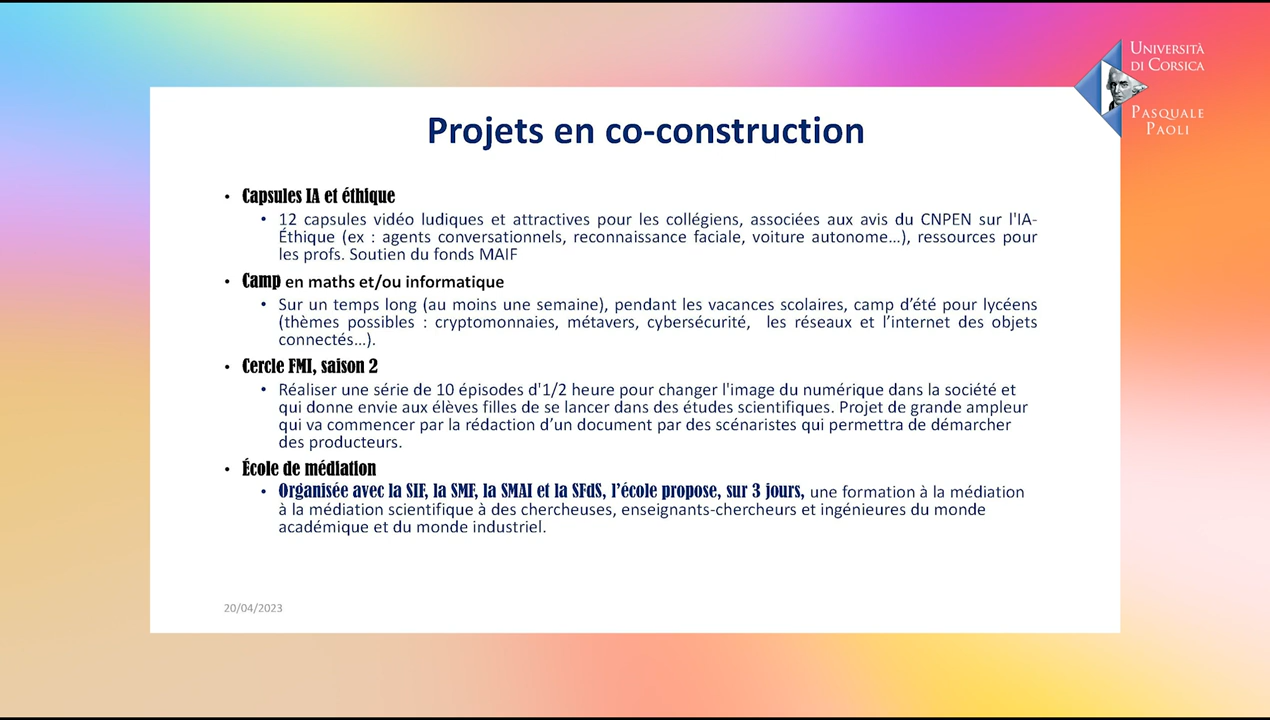 UNIVERSITÀ
DI CORSICA
PASQUALE
PAOLI
Projets en co-construction
• Capsules IA et éthique
• 12 capsules vidéo ludiques et attractives pour les collégiens, associées aux avis du CNPEN sur l'IA-
Éthique (ex : agents conversationnels, reconnaissance faciale, voiture autonome…), ressources pour
les profs. Soutien du fonds MAIF
• Camp en maths et/ou informatique
• Sur un temps long (au moins une semaine), pendant les vacances scolaires, camp d’été pour lycéens
(thèmes possibles : cryptomonnaies, métavers, cybersécurité, les réseaux et l’internet des objets
connectés…).
• Cercle FMI, saison 2
• Réaliser une série de 10 épisodes d'1/2 heure pour changer l'image du numérique dans la société et
qui donne envie aux élèves filles de se lancer dans des études scientifiques. Projet de grande ampleur
qui va commencer par la rédaction d’un document par des scénaristes qui permettra de démarcher
des producteurs.
• École de médiation
• Organisée avec la SIF, la SMF, la SMAI et la SFdS, l’école propose, sur 3 jours, une formation à la médiation
à la médiation scientifique à des chercheuses, enseignants-chercheurs et ingénieures du monde
académique et du monde industriel.
20/04/2023